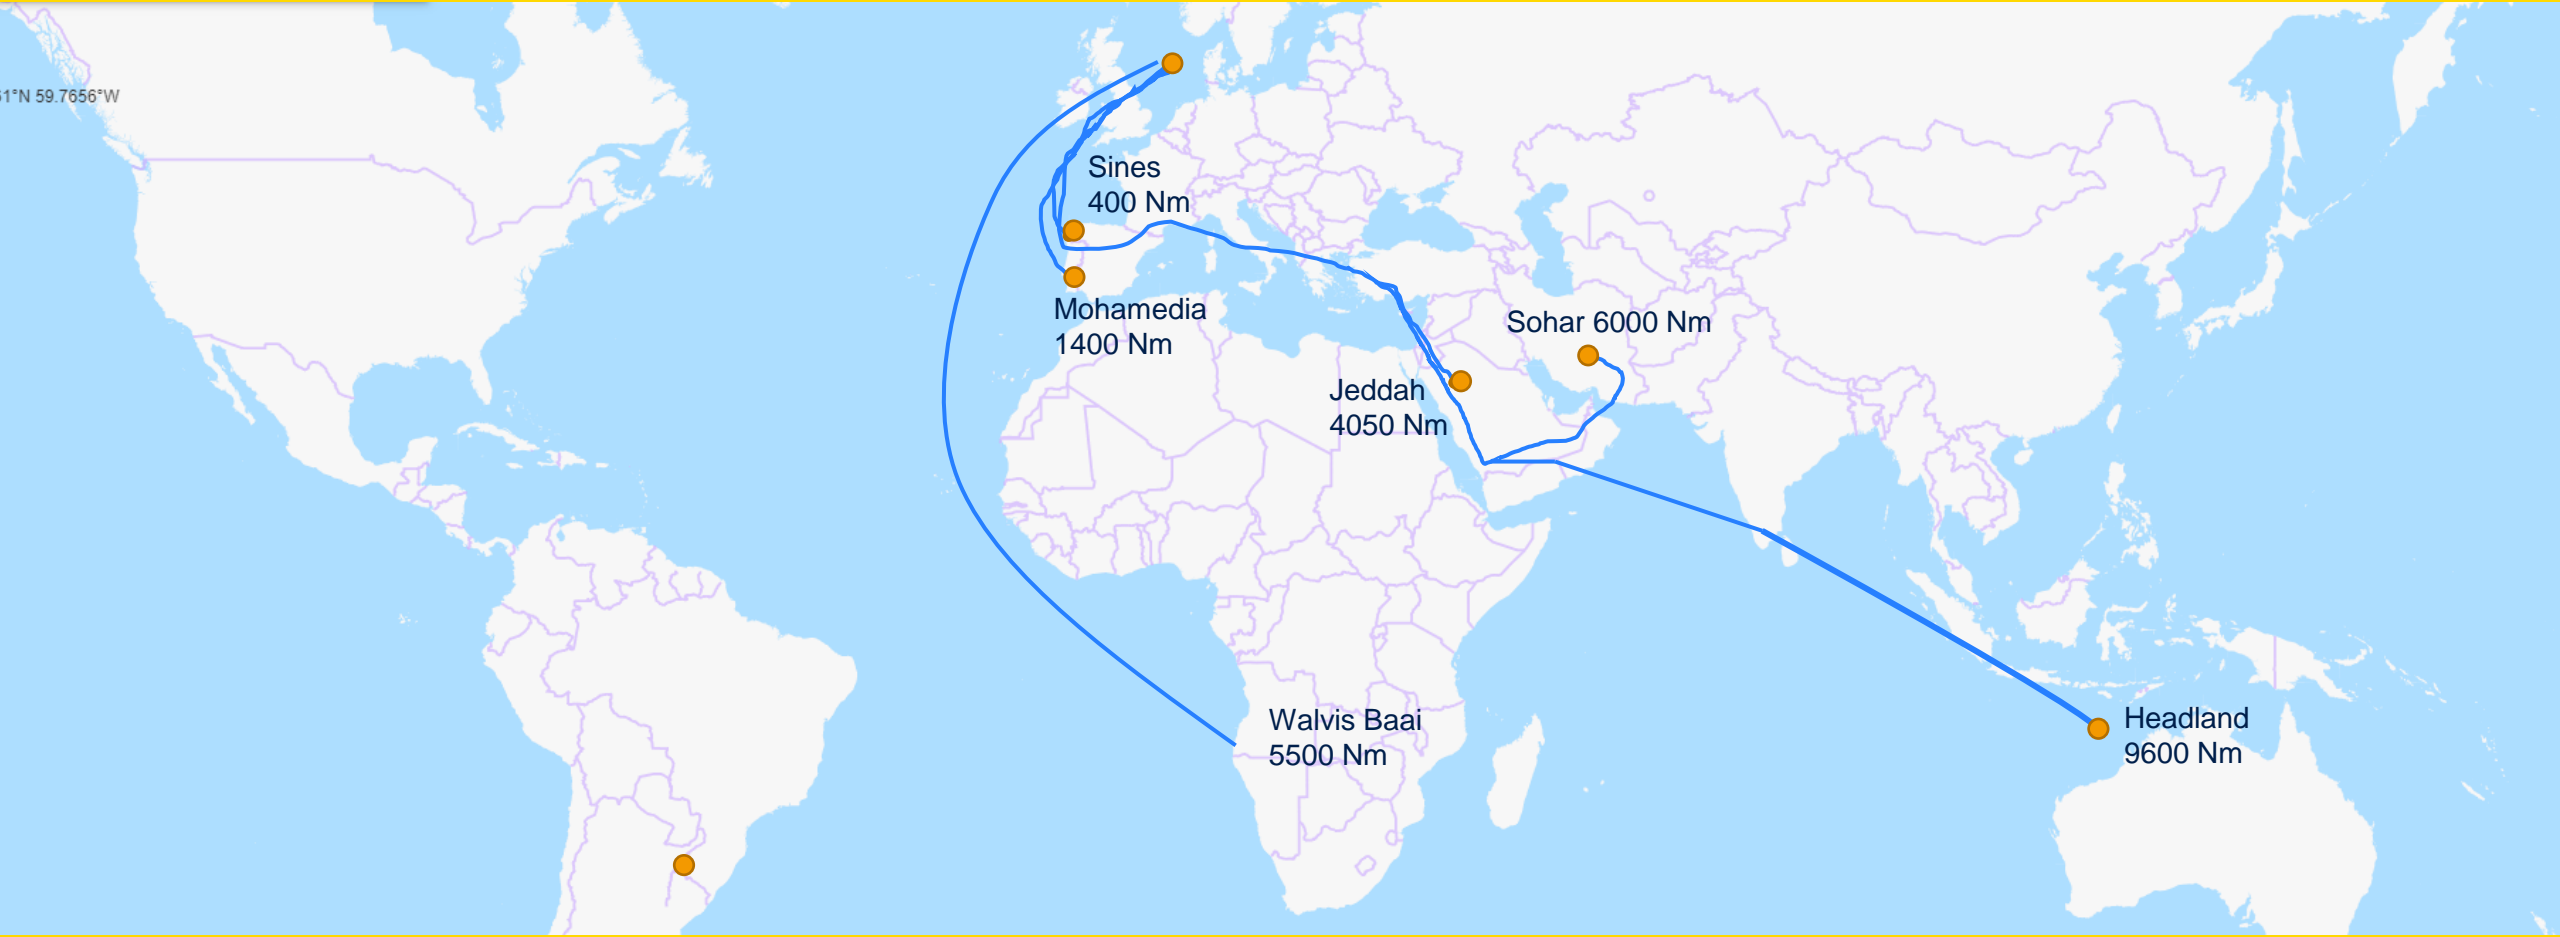 1°N 59.7656°W
Sines
400 Nm
Mohamedia
1400 Nm
Sohar 6000 Nm
Jeddah
4050 Nm
Walvis Baai
5500 Nm
Headland
9600 Nm